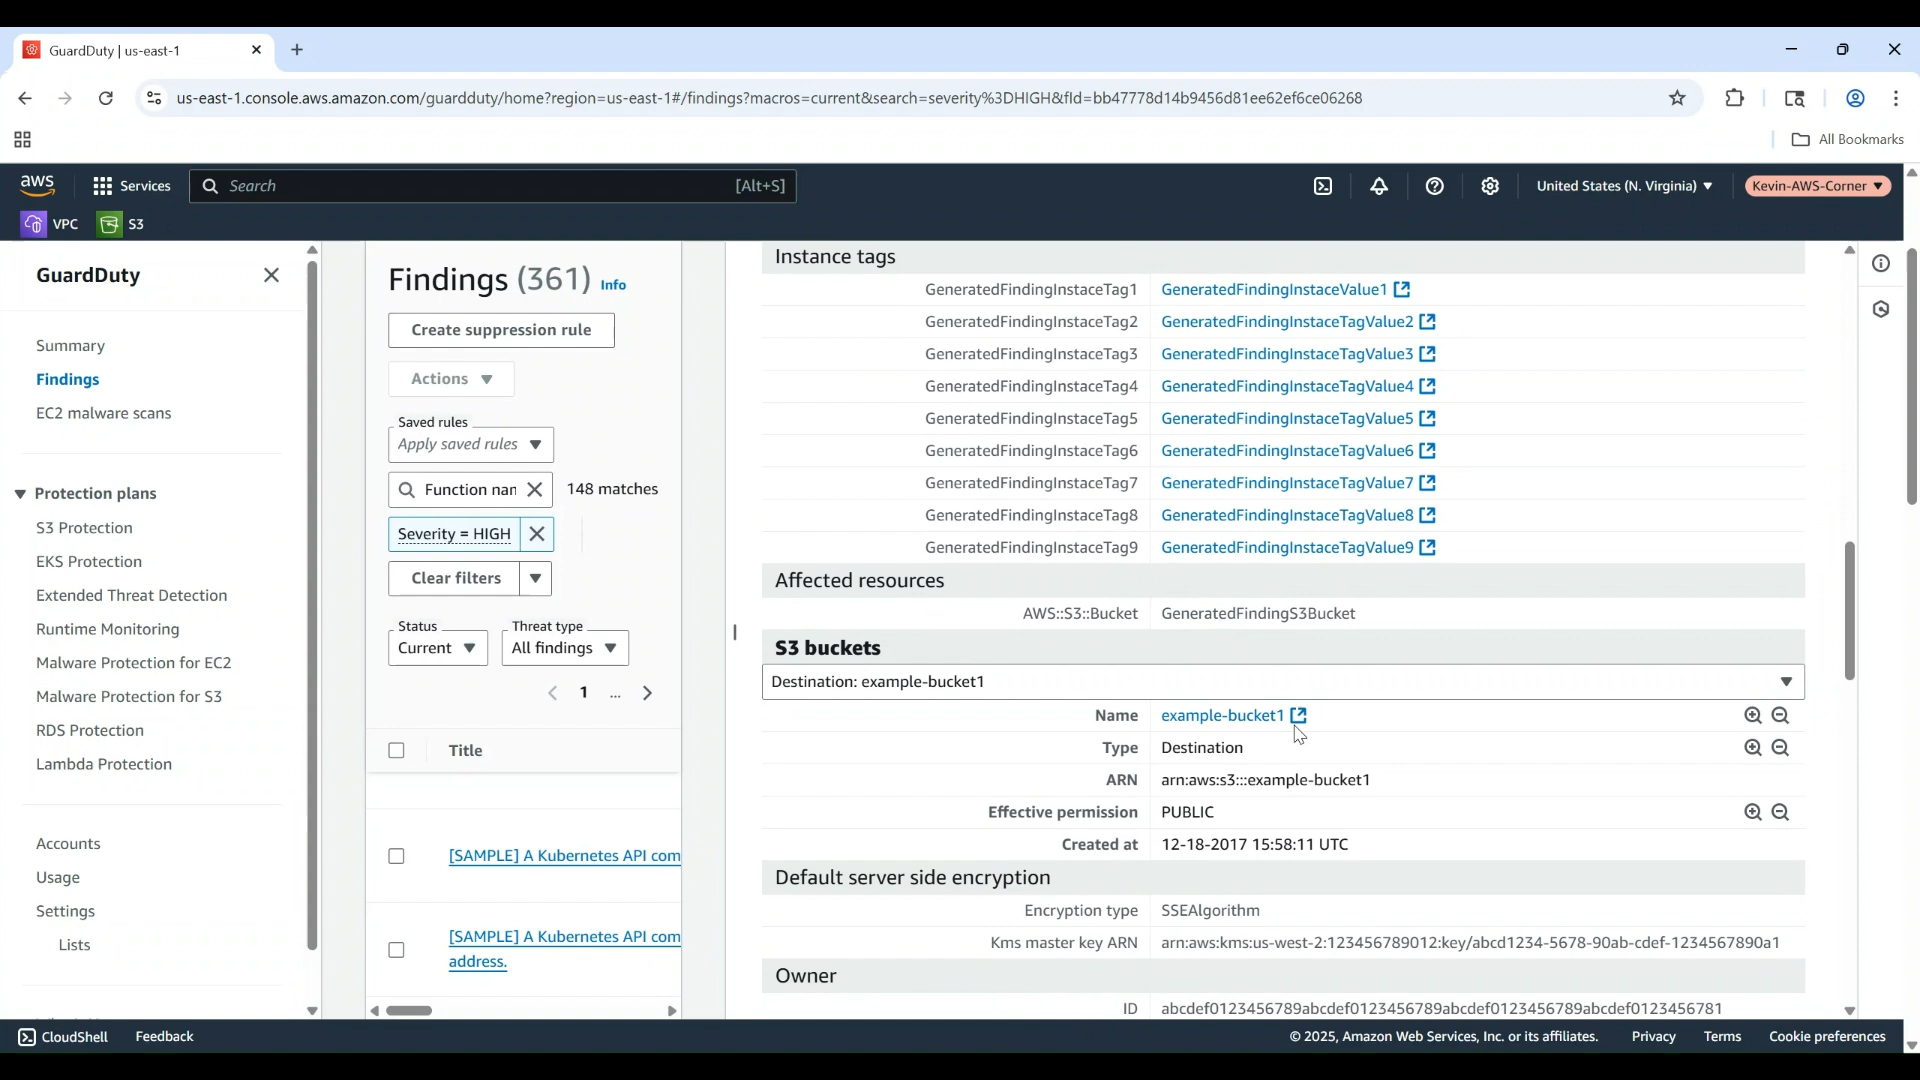 GuardDuty | us-east-1
us-east-1.console.aws.amazon.com/guardduty/home?region=us-east-1#/findings?macros=current&search=severity%3DHIGH&fId=bb47778d14b9456d81ee62ef6ce06268
All Bookmarks
aws
Services
Search
[Alt+S]
United States (N. Virginia)
Kevin-AWS-Corner
VPC
S3
GuardDuty
Summary
Findings
EC2 malware scans
Protection plans
S3 Protection
EKS Protection
Extended Threat Detection
Runtime Monitoring
Malware Protection for EC2
Malware Protection for S3
RDS Protection
Lambda Protection
Accounts
Usage
Settings
Lists
Findings (361) Info
Create suppression rule
Actions
Saved rules
Apply saved rules
Function nar
148 matches
Severity = HIGH
Clear filters
Status
Current
Threat type
All findings
1 ...
Title
[SAMPLE] A Kubernetes API com
[SAMPLE] A Kubernetes API com
address.
Instance tags
GeneratedFindingInstaceTag1 GeneratedFindingInstaceValue1
GeneratedFindingInstaceTag2 GeneratedFindingInstaceTagValue2
GeneratedFindingInstaceTag3 GeneratedFindingInstaceTagValue3
GeneratedFindingInstaceTag4 GeneratedFindingInstaceTagValue4
GeneratedFindingInstaceTag5 GeneratedFindingInstaceTagValue5
GeneratedFindingInstaceTag6 GeneratedFindingInstaceTagValue6
GeneratedFindingInstaceTag7 GeneratedFindingInstaceTagValue7
GeneratedFindingInstaceTag8 GeneratedFindingInstaceTagValue8
GeneratedFindingInstaceTag9 GeneratedFindingInstaceTagValue9
Affected resources
AWS::S3::Bucket GeneratedFindingS3Bucket
S3 buckets
Destination: example-bucket1
Name example-bucket1
Type Destination
ARN arn:aws:s3:::example-bucket1
Effective permission PUBLIC
Created at 12-18-2017 15:58:11 UTC
Default server side encryption
Encryption type SSEAlgorithm
Kms master key ARN arn:aws:kms:us-west-2:123456789012:key/abcd1234-5678-90ab-cdef-1234567890a1
Owner
ID abcdef0123456789abcdef0123456789abcdef0123456789abcdef0123456781
CloudShell
Feedback
© 2025, Amazon Web Services, Inc. or its affiliates.
Privacy
Terms
Cookie preferences